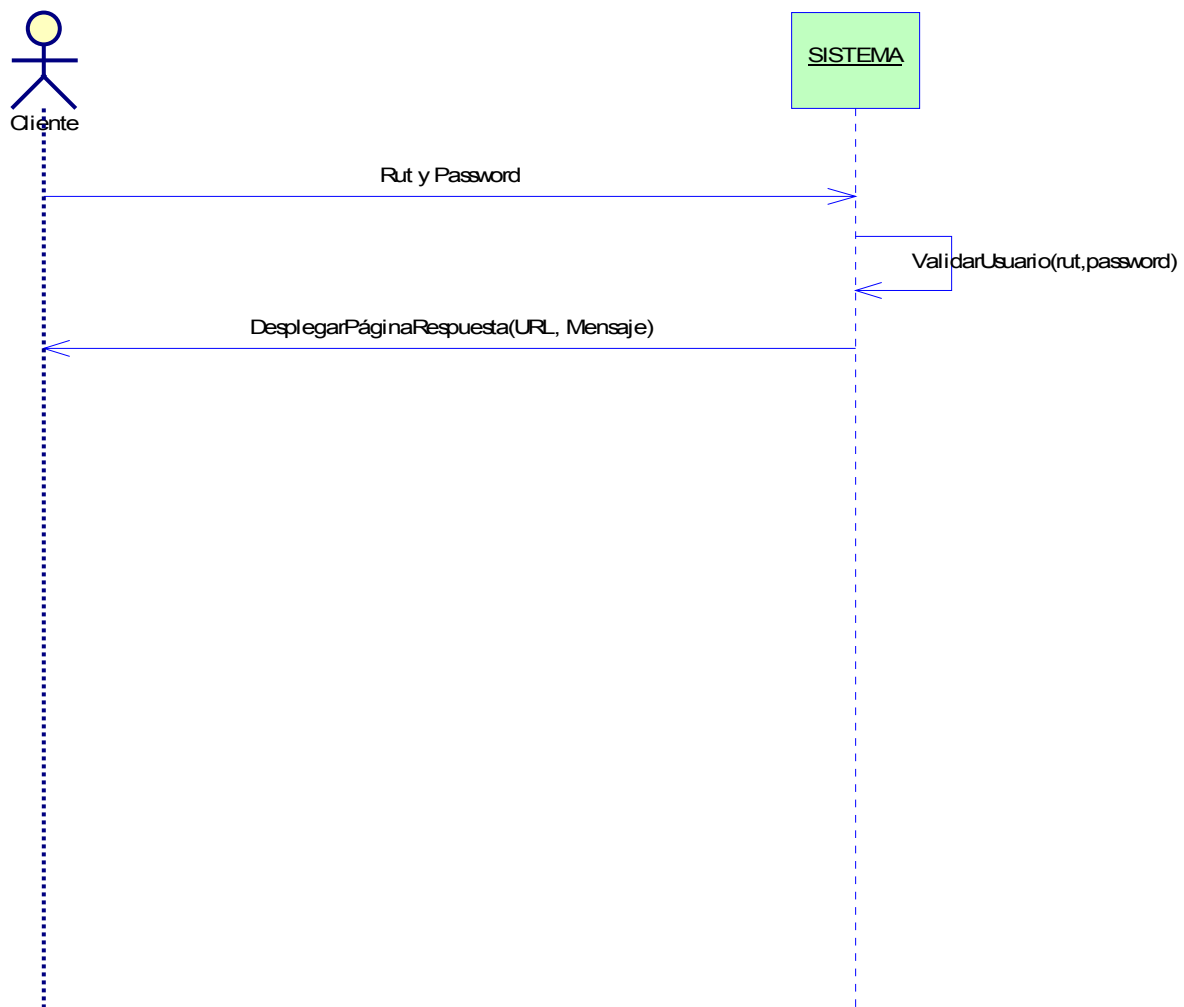 SISTEMA
Cliente
Rut y Password
ValidarUsuario(rut,password)
DesplegarPáginaRespuesta(URL, Mensaje)